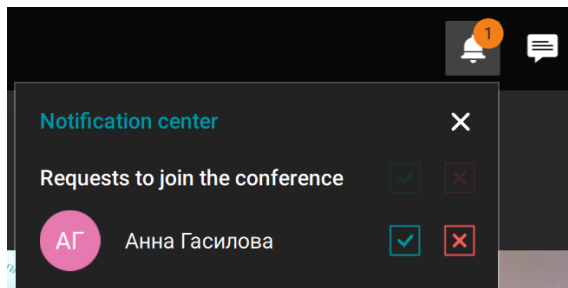 1
Notification center
Requests to join the conference
АГ
Анна Гасилова